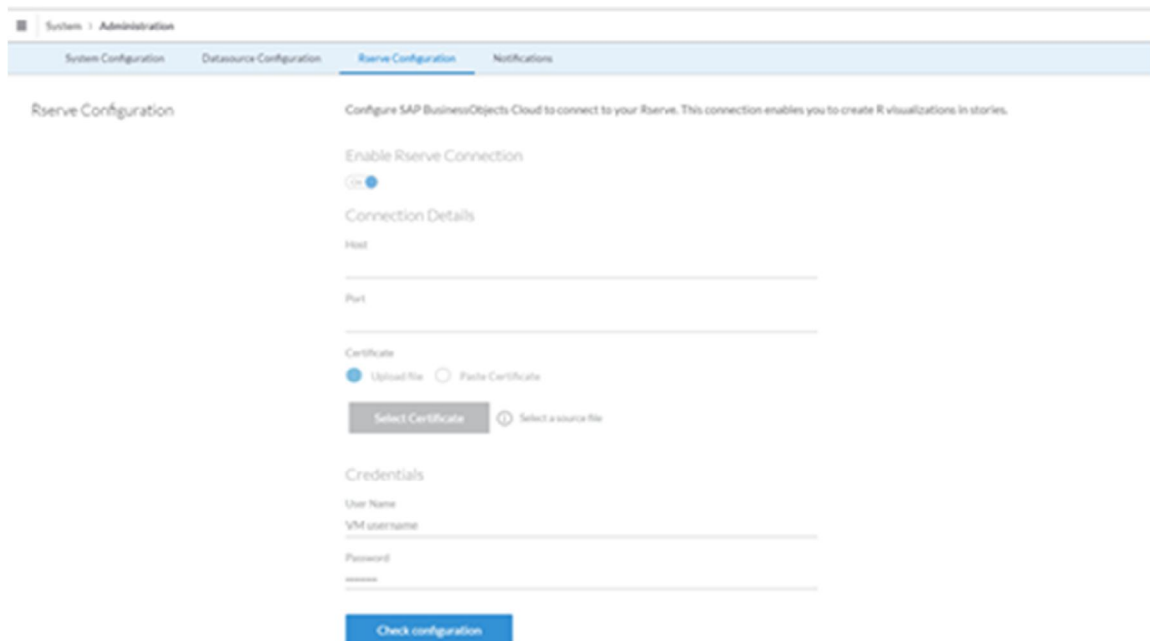 System > Administration
System Configuration Datasource Configuration Rserve Configuration Notifications
Rserve Configuration
Configure SAP BusinessObjects Cloud to connect to your Rserve. This connection enables you to create R visualizations in stories.
Enable Rserve Connection
ON
Connection Details
Host
Port
Certificate
Upload file Paste Certificate
Select Certificate Select a source file
Credentials
User Name
VM username
Password
•••••••
Check configuration